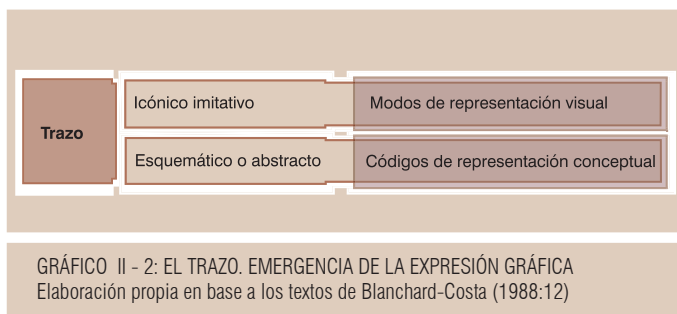 Trazo
Icónico imitativo
Modos de representación visual
Esquemático o abstracto
Códigos de representación conceptual
GRÁFICO II - 2: EL TRAZO. EMERGENCIA DE LA EXPRESIÓN GRÁFICA
Elaboración propia en base a los textos de Blanchard-Costa (1988:12)